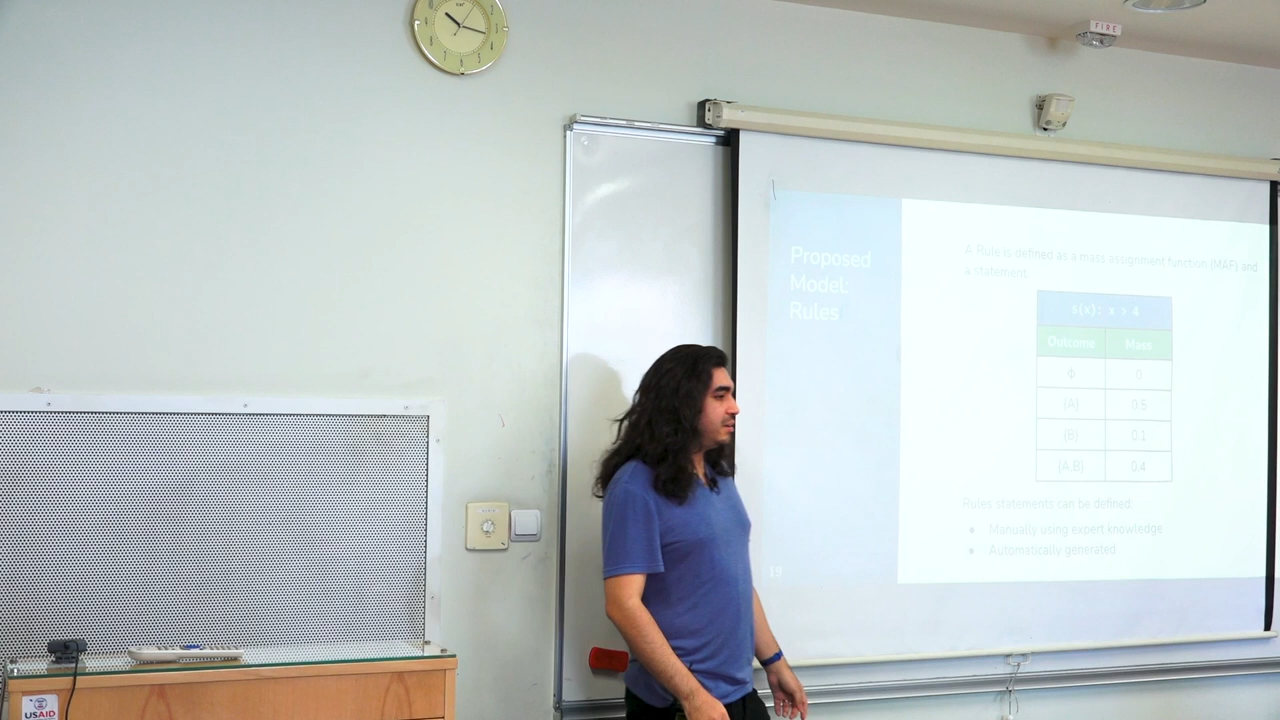 FIRE
Proposed
Model:
Rules
A Rule is defined as a mass assignment function (MAF) and
a statement.
s(x): x > 4
Outcome Mass
Φ 0
(A) 0.5
(B) 0.1
(A,B) 0.4
Rules statements can be defined:
● Manually using expert knowledge
● Automatically generated
19
USAID